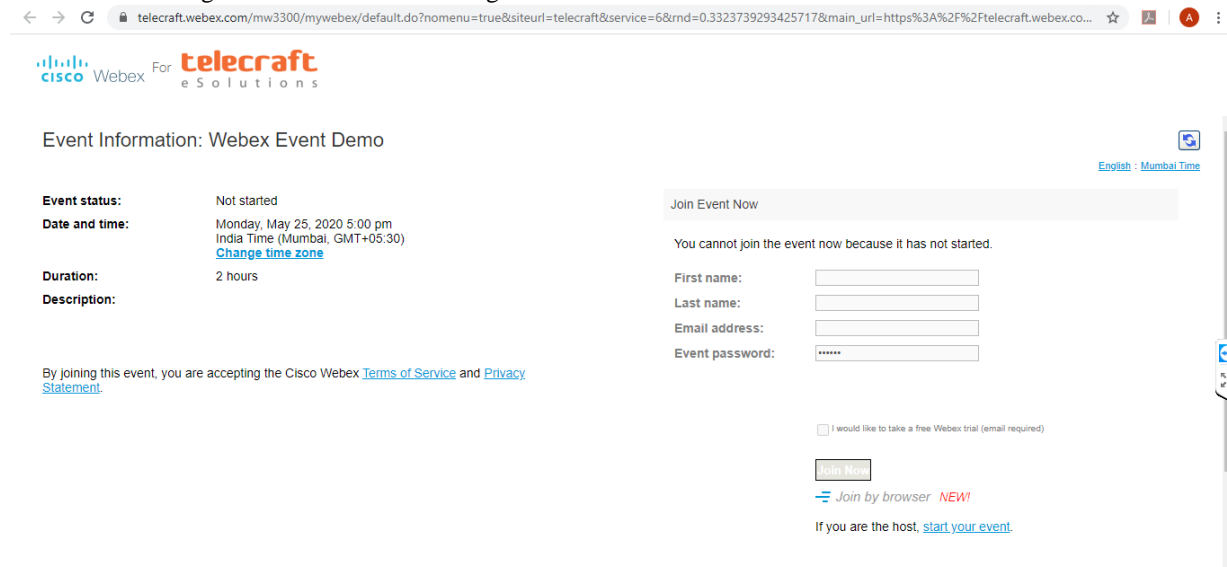 telecraft.webex.com/mw3300/mywebex/default.do?nomenu=true&siteurl=telecraft&service=6&rnd=0.3323739293425717&main_url=https%3A%2F%2Ftelecraft.webex.co...
A
cisco Webex For telecraft
eSolutions
Event Information: Webex Event Demo
English : Mumbai Time
Event status: Not started
Date and time: Monday, May 25, 2020 5:00 pm
India Time (Mumbai, GMT+05:30)
Change time zone
Duration: 2 hours
Description:
By joining this event, you are accepting the Cisco Webex Terms of Service and Privacy
Statement.
Join Event Now
You cannot join the event now because it has not started.
First name:
Last name:
Email address:
Event password: ••••••
I would like to take a free Webex trial (email required)
Join Now
Join by browser NEW!
If you are the host, start your event.